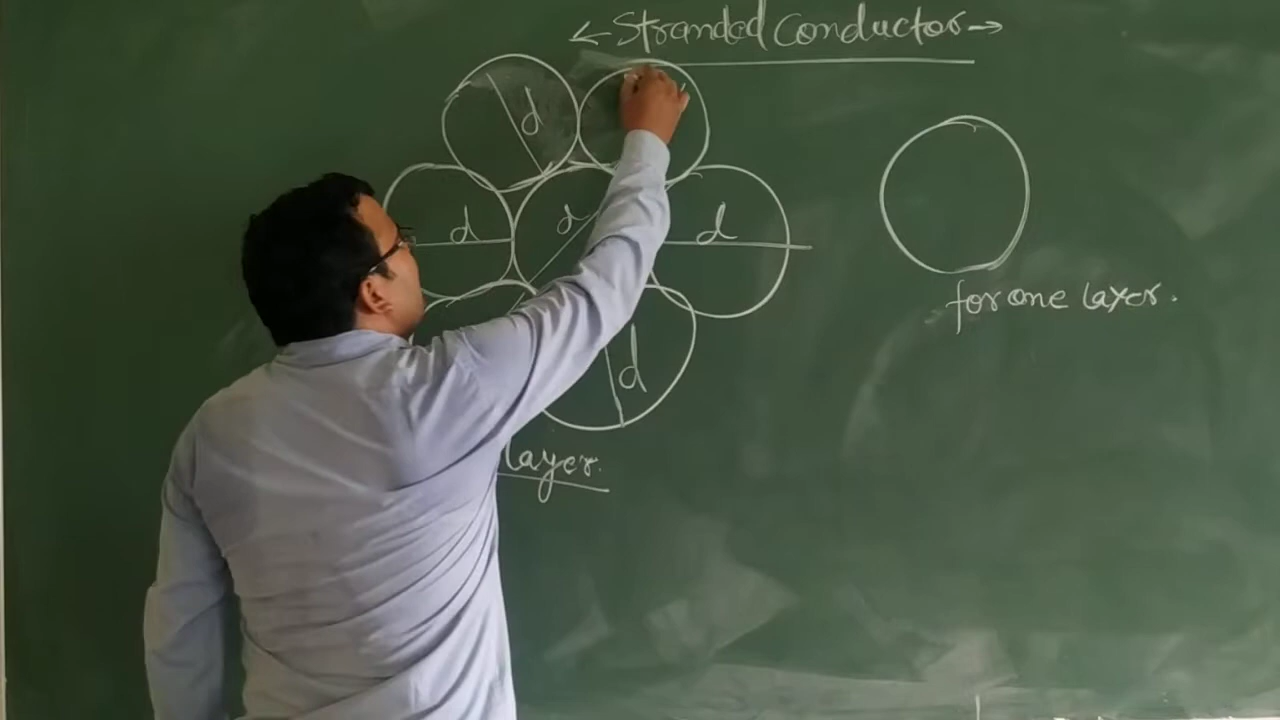 ← Stranded Conductor →
d
d
d
d
d
for one layer.
layer.